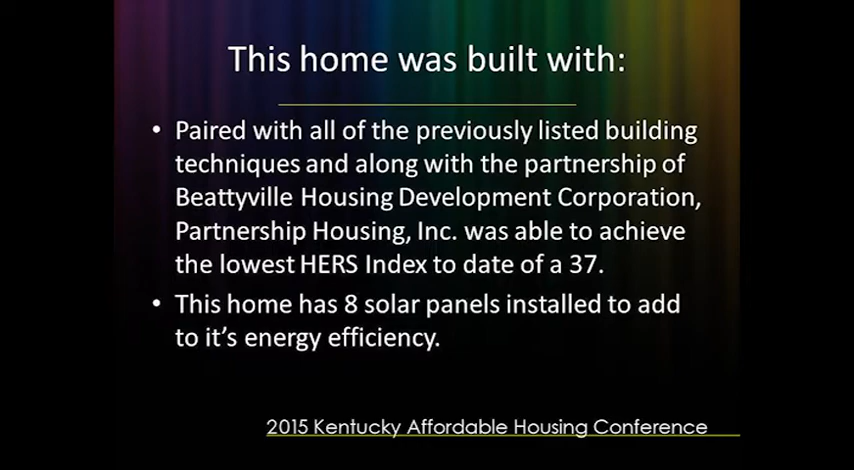 This home was built with:
• Paired with all of the previously listed building
techniques and along with the partnership of
Beattyville Housing Development Corporation,
Partnership Housing, Inc. was able to achieve
the lowest HERS Index to date of a 37.
• This home has 8 solar panels installed to add
to it's energy efficiency.
2015 Kentucky Affordable Housing Conference